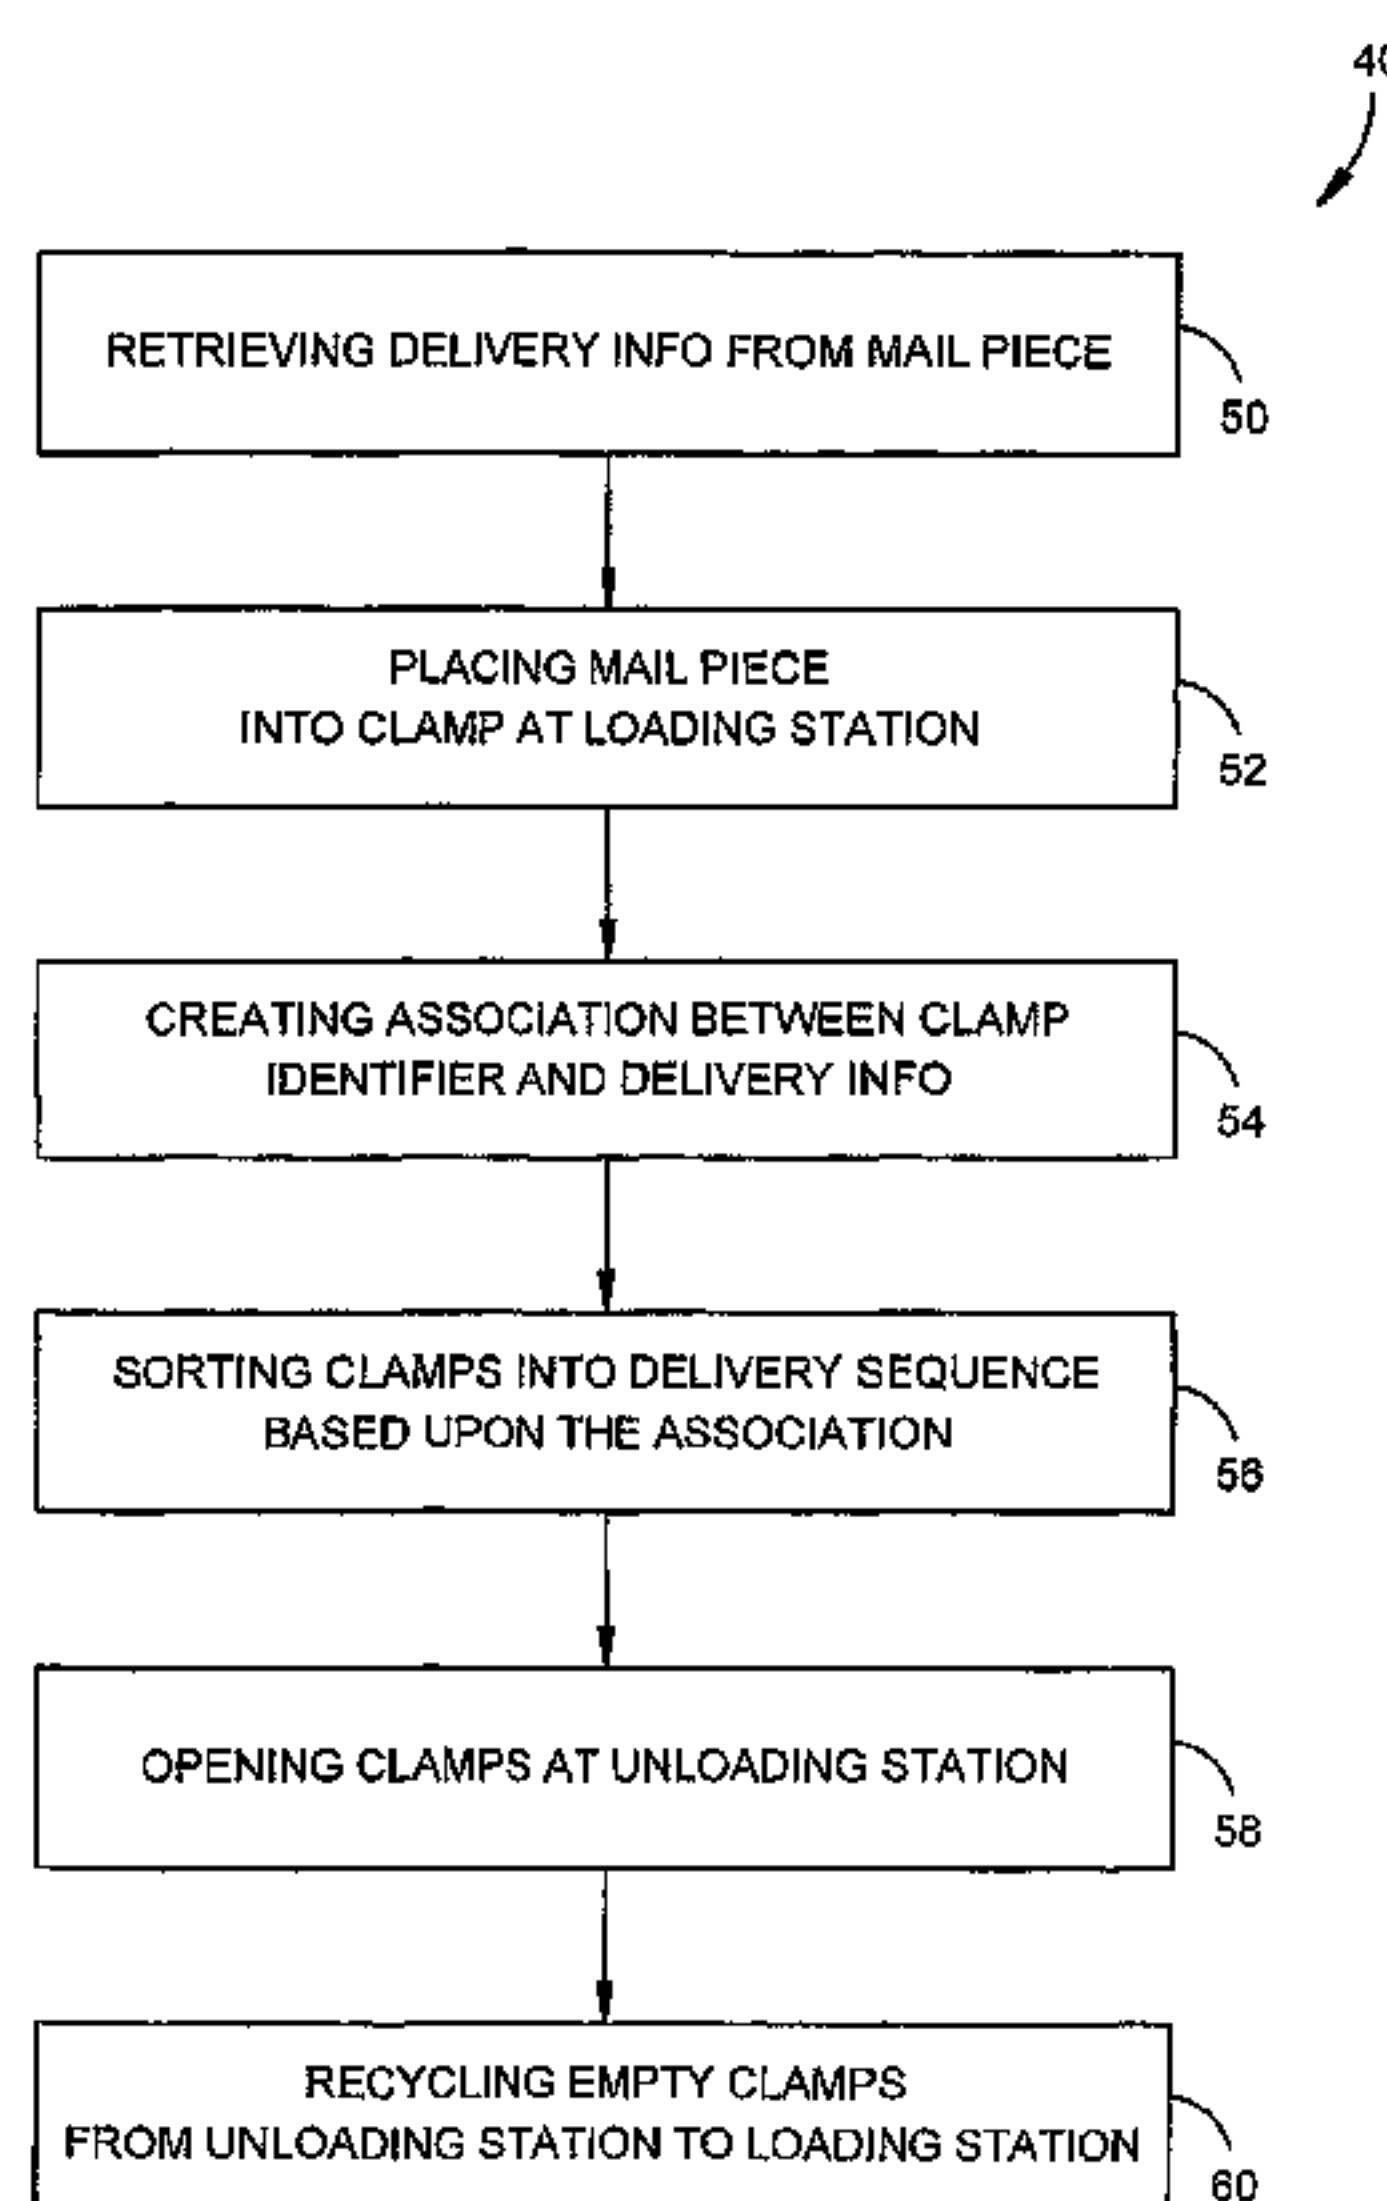 40
RETRIEVING DELIVERY INFO FROM MAIL PIECE
50
PLACING MAIL PIECE
INTO CLAMP AT LOADING STATION
52
CREATING ASSOCIATION BETWEEN CLAMP
IDENTIFIER AND DELIVERY INFO
54
SORTING CLAMPS INTO DELIVERY SEQUENCE
BASED UPON THE ASSOCIATION
56
OPENING CLAMPS AT UNLOADING STATION
58
RECYCLING EMPTY CLAMPS
FROM UNLOADING STATION TO LOADING STATION
60